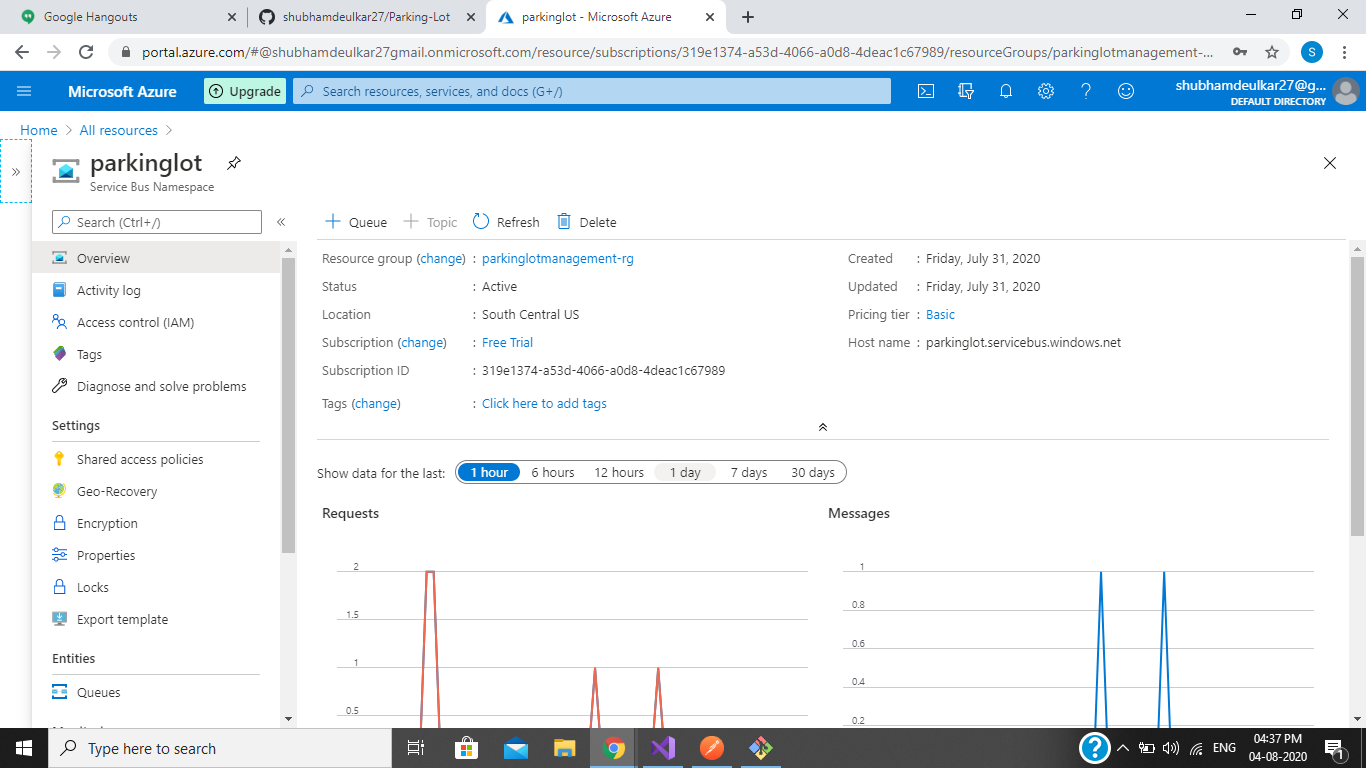 Google Hangouts
shubhamdeulkar27/Parking-Lot
parkinglot - Microsoft Azure
portal.azure.com/#@shubhamdeulkar27gmail.onmicrosoft.com/resource/subscriptions/319e1374-a53d-4066-a0d8-4deac1c67989/resourceGroups/parkinglotmanagement-...
S
Microsoft Azure
Upgrade
Search resources, services, and docs (G+/)
shubhamdeulkar27@g...
DEFAULT DIRECTORY
Home > All resources >
parkinglot
Service Bus Namespace
Search (Ctrl+/)
Overview
Activity log
Access control (IAM)
Tags
Diagnose and solve problems
Settings
Shared access policies
Geo-Recovery
Encryption
Properties
Locks
Export template
Entities
Queues
Queue
Topic
Refresh
Delete
Resource group (change) : parkinglotmanagement-rg
Status : Active
Location : South Central US
Subscription (change) : Free Trial
Subscription ID : 319e1374-a53d-4066-a0d8-4deac1c67989
Tags (change) : Click here to add tags
Created : Friday, July 31, 2020
Updated : Friday, July 31, 2020
Pricing tier : Basic
Host name : parkinglot.servicebus.windows.net
Show data for the last: 1 hour 6 hours 12 hours 1 day 7 days 30 days
Requests
2
1.5
1
0.5
Messages
1
0.8
0.6
0.4
0.2
Type here to search
ENG
04:37 PM
04-08-2020
1